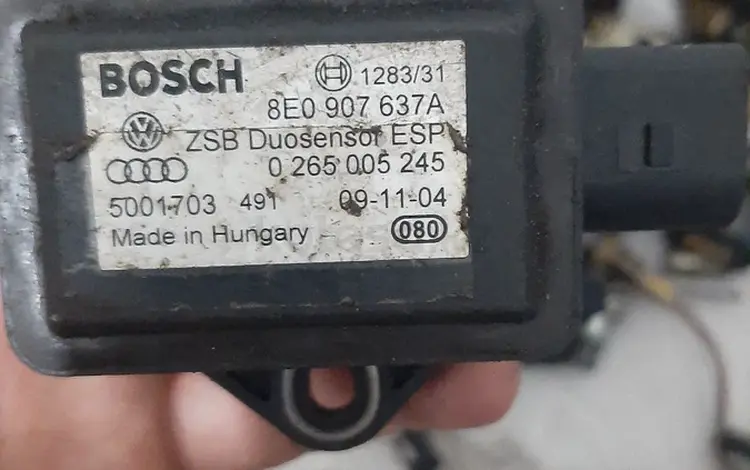 BOSCH 1283/31
8E0 907 637A
ZSB Duosensor ESP
0 265 005 245
5001703 491 09-11-04
Made in Hungary 080